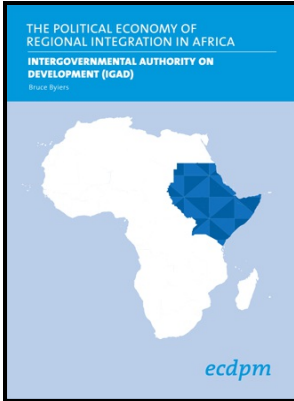 THE POLITICAL ECONOMY OF
REGIONAL INTEGRATION IN AFRICA
INTERGOVERNMENTAL AUTHORITY ON
DEVELOPMENT (IGAD)
Bruce Byiers
ecdpm